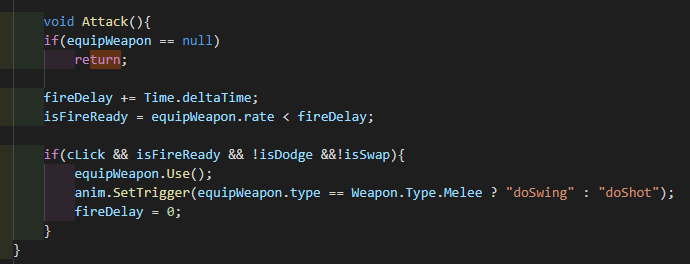 void Attack(){
if(equipWeapon == null)
return;
fireDelay += Time.deltaTime;
isFireReady = equipWeapon.rate < fireDelay;
if(cLick && isFireReady && !isDodge &&!isSwap){
equipWeapon.Use();
anim.SetTrigger(equipWeapon.type == Weapon.Type.Melee ? "doSwing" : "doShot");
fireDelay = 0;
}
}